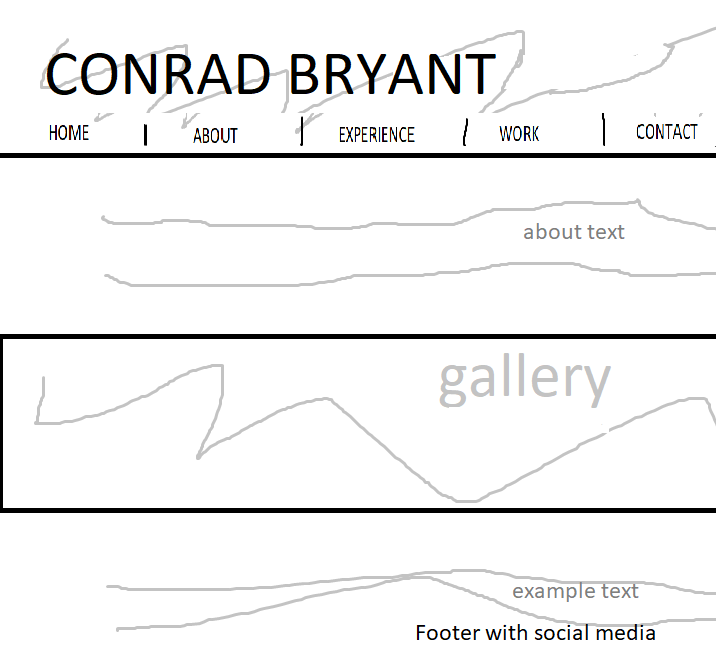 CONRAD BRYANT
HOME | ABOUT | EXPERIENCE | WORK | CONTACT
about text
gallery
example text
Footer with social media